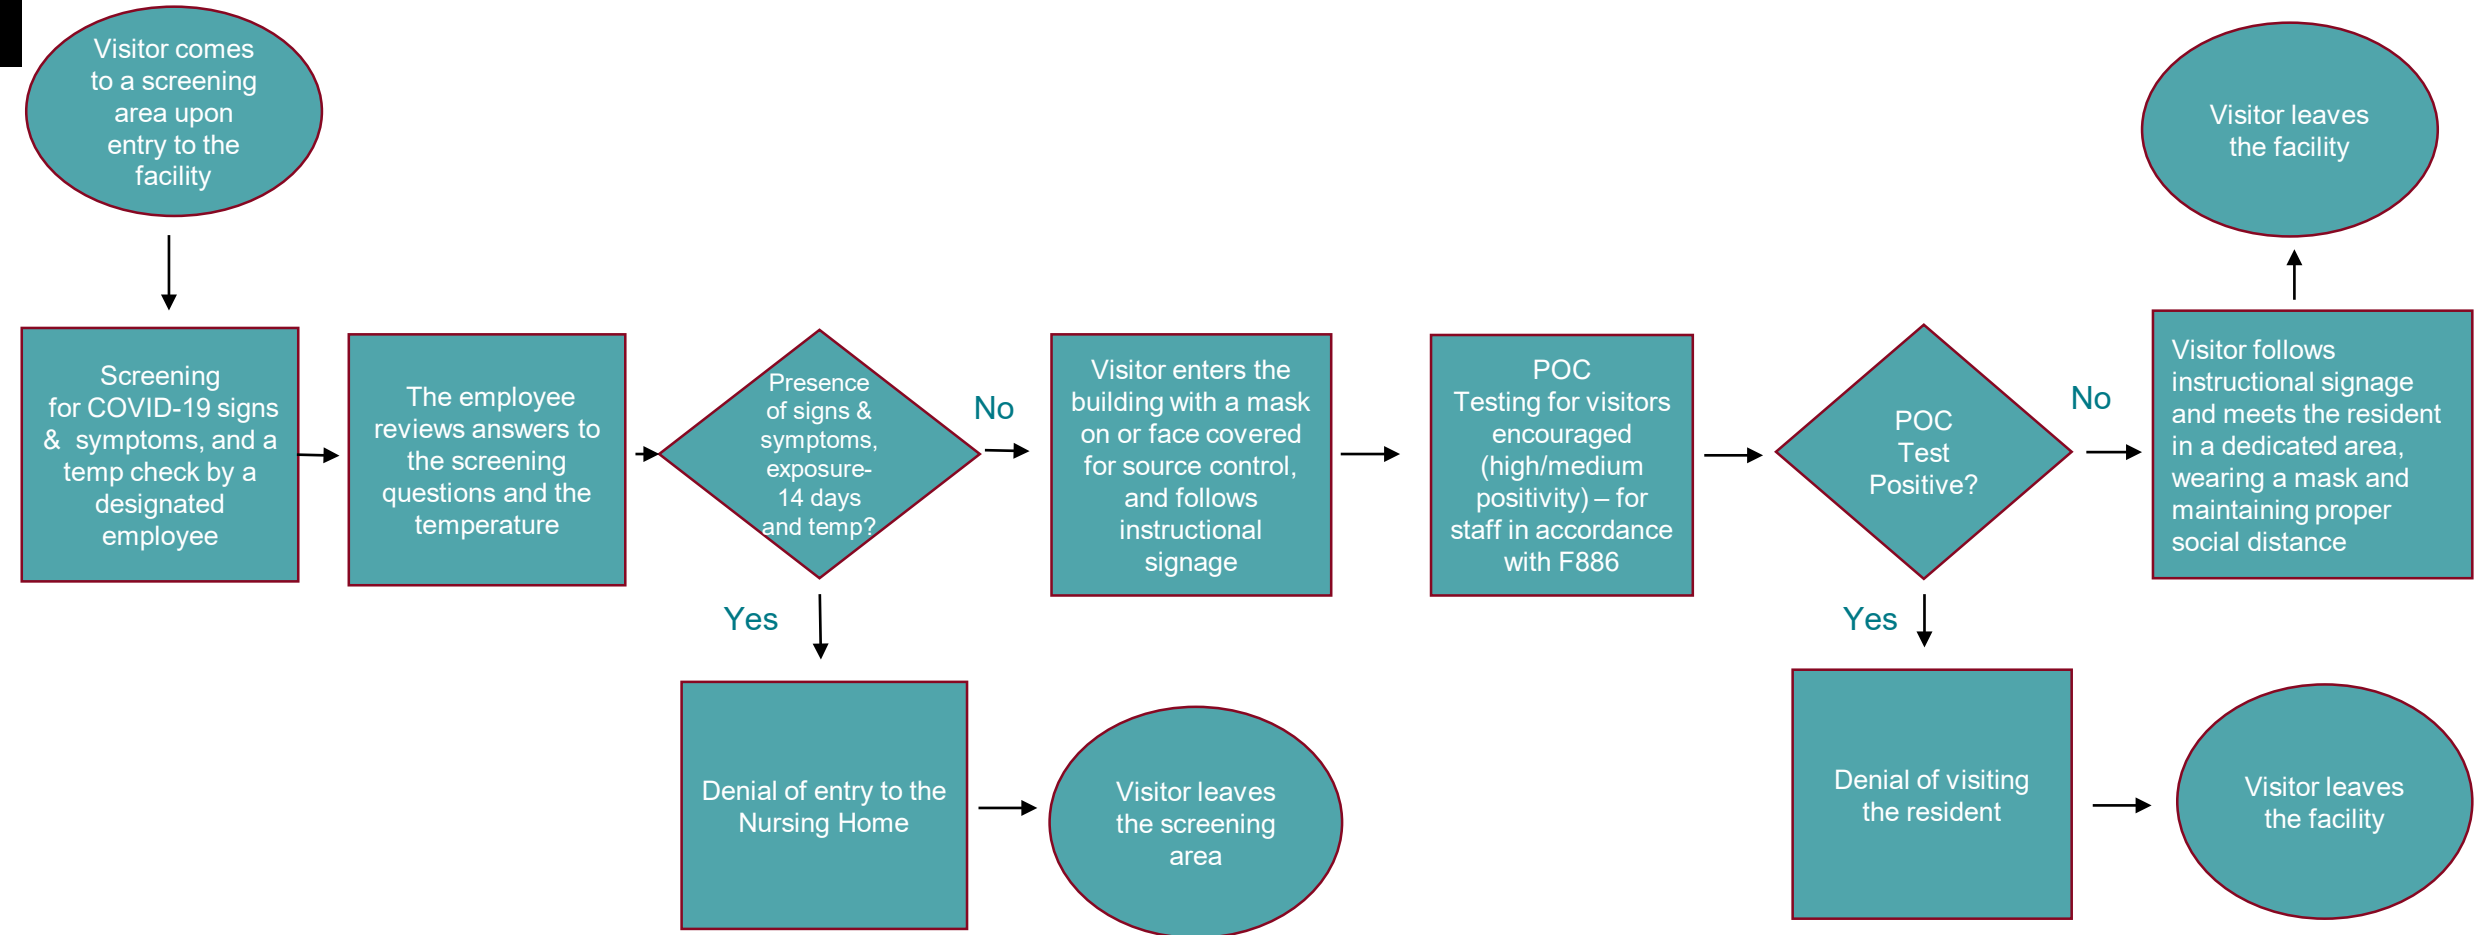 Visitor comes
to a screening
area upon
entry to the
facility
Screening
for COVID-19 signs
& symptoms, and a
temp check by a
designated
employee
The employee
reviews answers to
the screening
questions and the
temperature
Presence
of signs &
symptoms,
exposure-
14 days
and temp?
No
Yes
Visitor enters the
building with a mask
on or face covered
for source control,
and follows
instructional
signage
Denial of entry to the
Nursing Home
Visitor leaves
the screening
area
POC
Testing for visitors
encouraged
(high/medium
positivity) – for
staff in accordance
with F886
POC
Test
Positive?
No
Yes
Visitor follows
instructional signage
and meets the resident
in a dedicated area,
wearing a mask and
maintaining proper
social distance
Visitor leaves
the facility
Denial of visiting
the resident
Visitor leaves
the facility